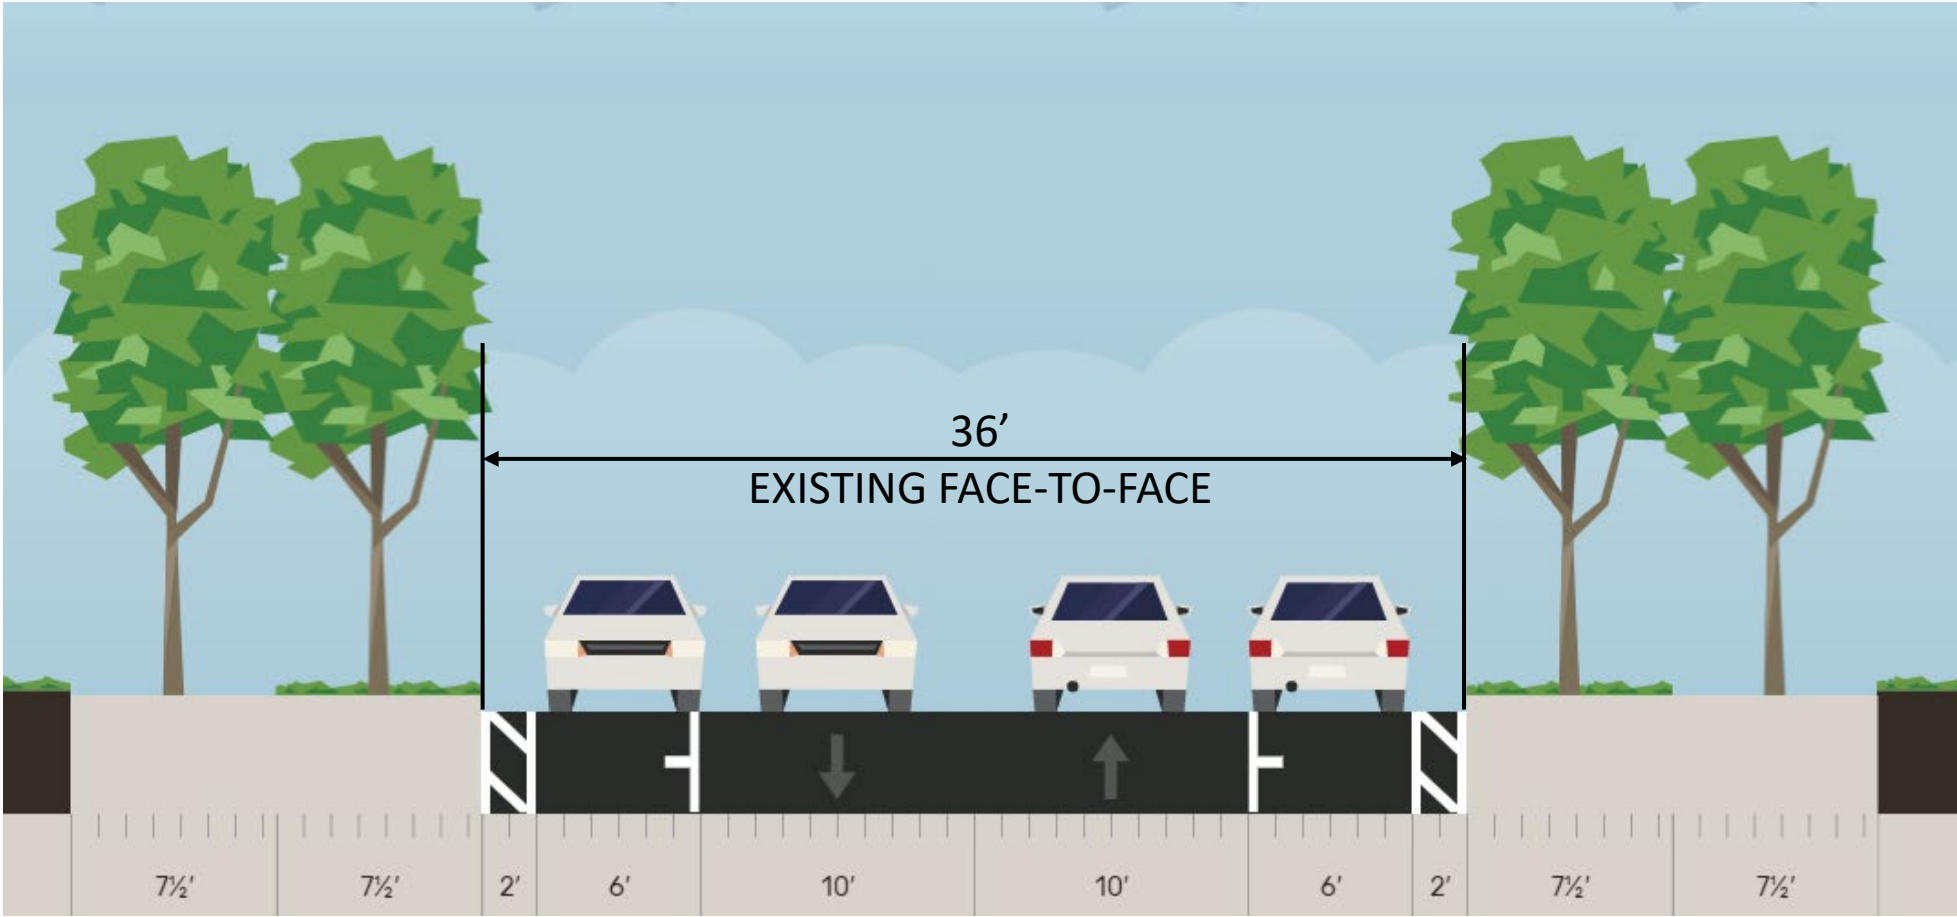 36’
EXISTING FACE-TO-FACE
7½' 7½' 2' 6' 10' 10' 6' 2' 7½' 7½'